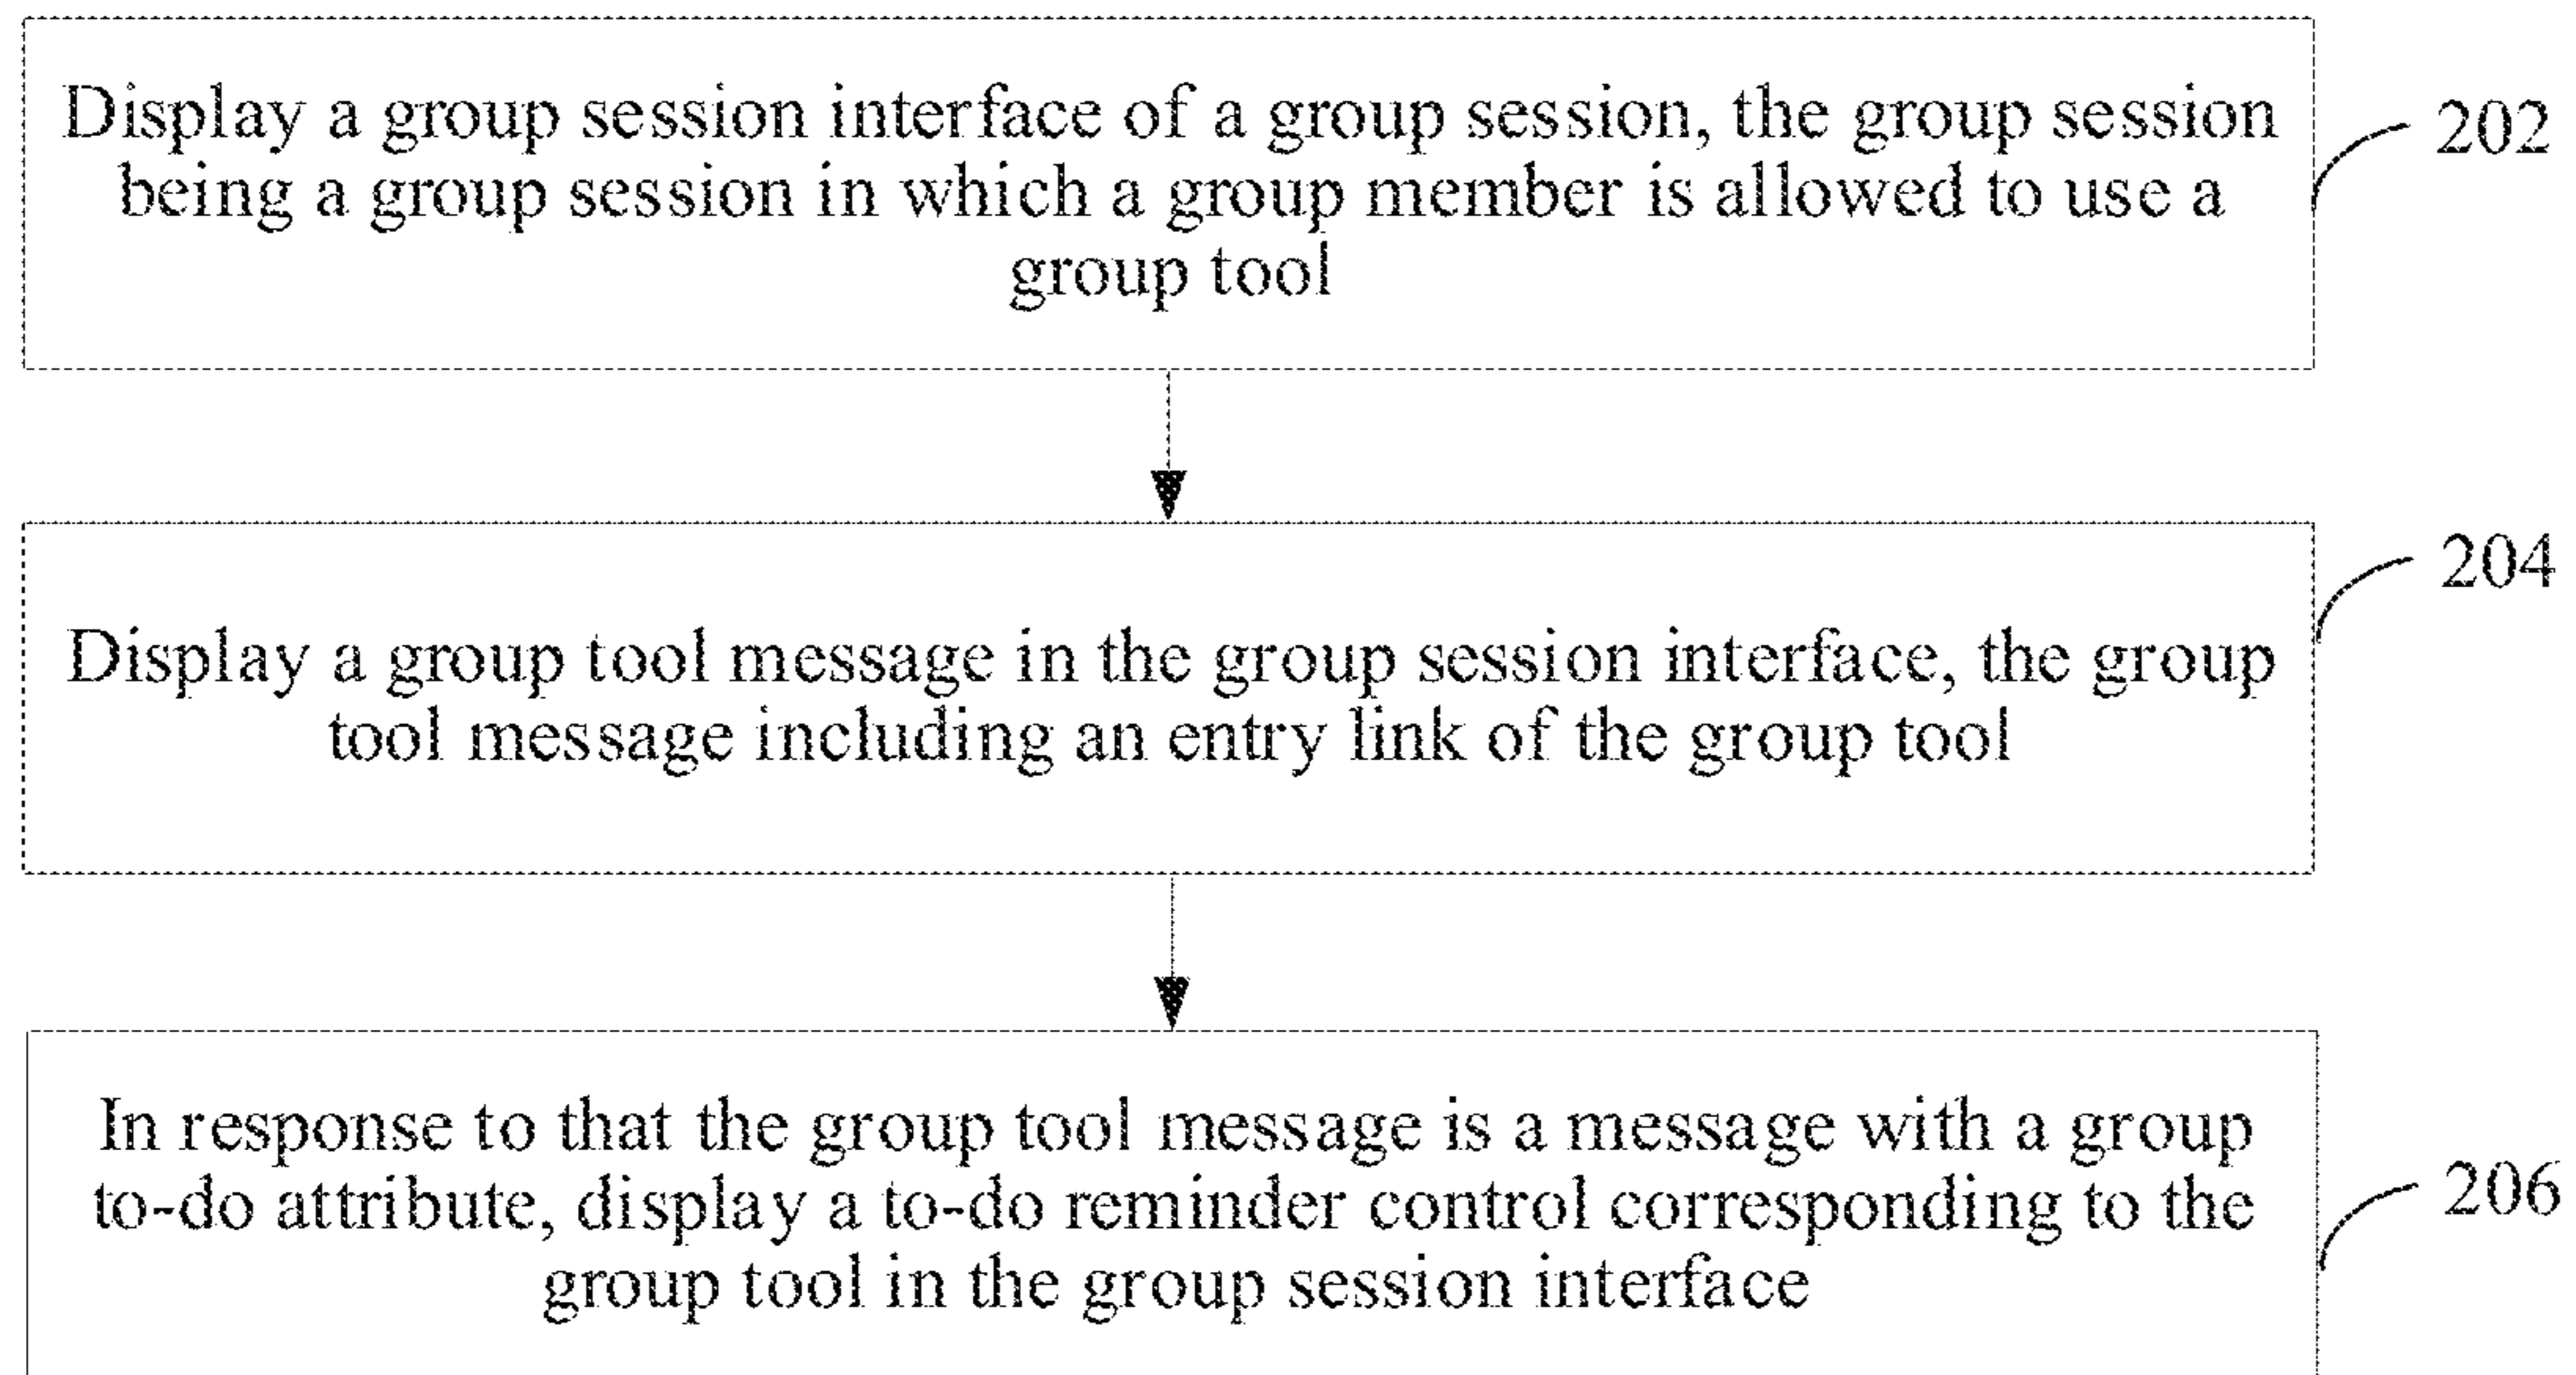 Display a group session interface of a group session, the group session
being a group session in which a group member is allowed to use a
group tool
202
Display a group tool message in the group session interface, the group
tool message including an entry link of the group tool
204
In response to that the group tool message is a message with a group
to-do attribute, display a to-do reminder control corresponding to the
group tool in the group session interface
206